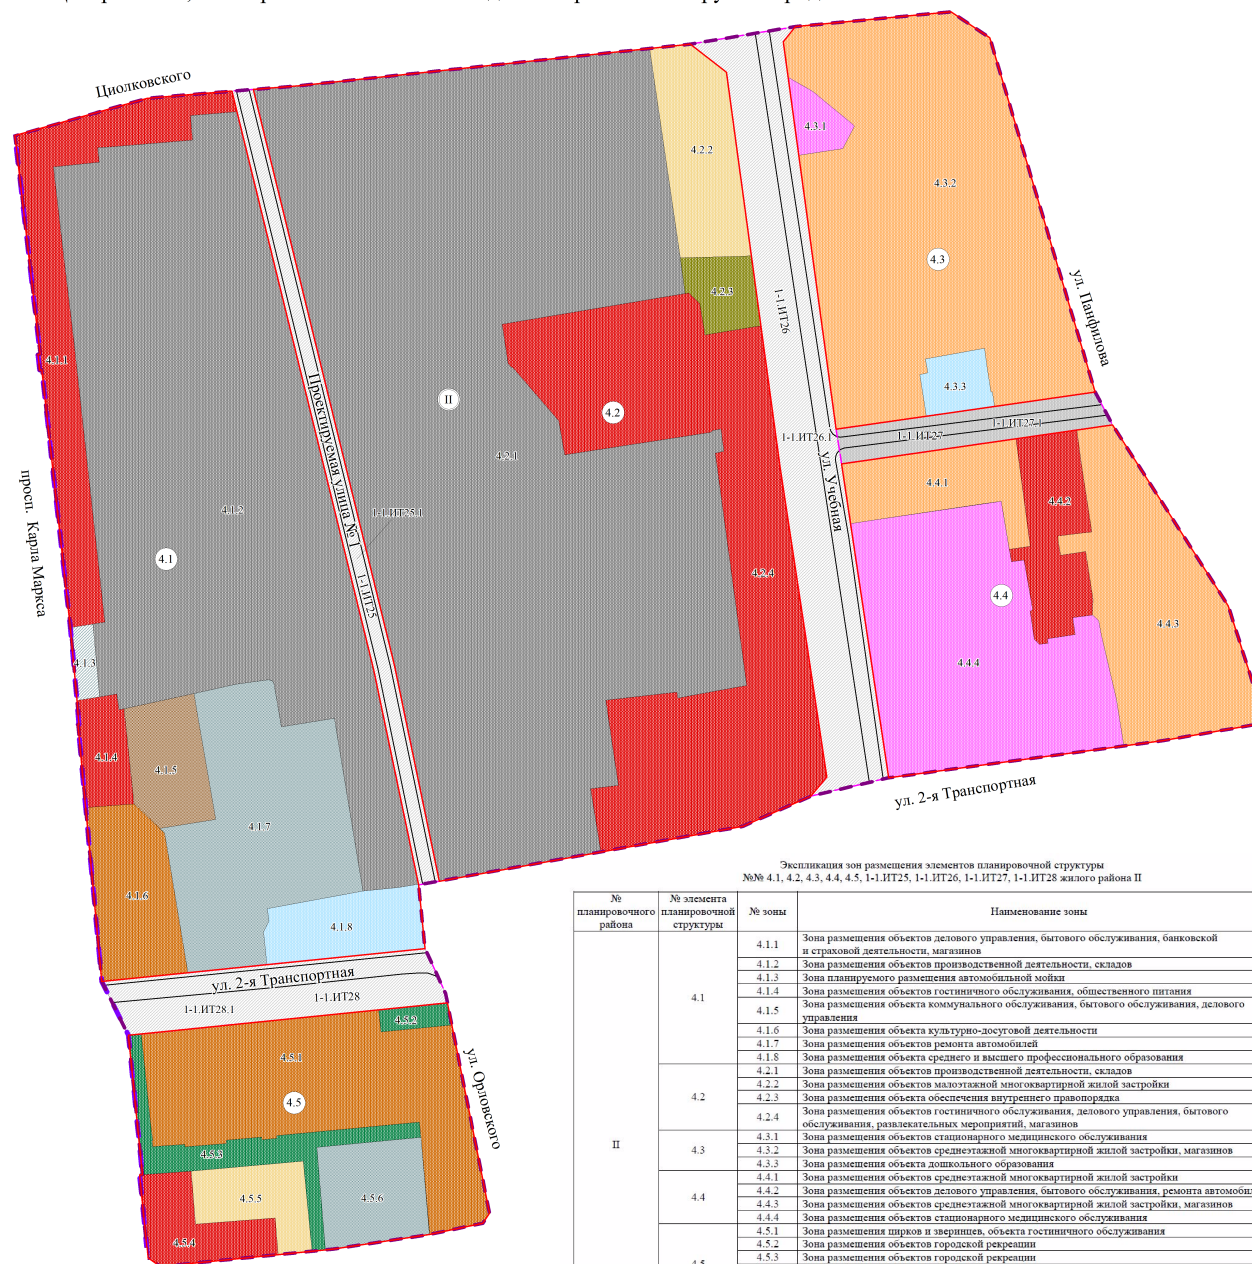 Циолковского
4.2.2
4.3.1
4.3.2
4.3
ул. Панфилова
4.2.3
1-1.ИТ26
4.1.1
Проектируемая улица № 1
II
4.2
4.3.3
1-1.ИТ26.1
1-1.ИТ27
1-1.ИТ27.1
4.2.1
ул. Учебная
просп. Карла Маркса
4.1.2
1-1.ИТ25.1
4.4.1
4.4.2
4.1
1-1.ИТ25
4.2.4
4.4
4.4.3
4.1.3
4.4.4
4.1.4
4.1.5
4.1.7
ул. 2-я Транспортная
4.1.6
4.1.8
ул. 2-я Транспортная
1-1.ИТ28.1
1-1.ИТ28
4.5.2
4.5.1
ул. Орловского
4.5
4.5.3
4.5.5
4.5.6
4.5.4
Экспликация зон размещения элементов планировочной структуры
№№ 4.1, 4.2, 4.3, 4.4, 4.5, 1-1.ИТ25, 1-1.ИТ26, 1-1.ИТ27, 1-1.ИТ28 жилого района II
№ планировочного района
№ элемента планировочной структуры
№ зоны
Наименование зоны
II
4.1
4.1.1 Зона размещения объектов делового управления, бытового обслуживания, банковской
и страховой деятельности, магазинов
4.1.2 Зона размещения объектов производственной деятельности, складов
4.1.3 Зона планируемого размещения автомобильной мойки
4.1.4 Зона размещения объектов гостиничного обслуживания, общественного питания
4.1.5 Зона размещения объекта коммунального обслуживания, бытового обслуживания, делового
управления
4.1.6 Зона размещения объекта культурно-досуговой деятельности
4.1.7 Зона размещения объектов ремонта автомобилей
4.1.8 Зона размещения объекта среднего и высшего профессионального образования
4.2
4.2.1 Зона размещения объектов производственной деятельности, складов
4.2.2 Зона размещения объектов малоэтажной многоквартирной жилой застройки
4.2.3 Зона размещения объекта обеспечения внутреннего правопорядка
4.2.4 Зона размещения объектов гостиничного обслуживания, делового управления, бытового
обслуживания, развлекательных мероприятий, магазинов
4.3
4.3.1 Зона размещения объектов стационарного медицинского обслуживания
4.3.2 Зона размещения объектов среднеэтажной многоквартирной жилой застройки, магазинов
4.3.3 Зона размещения объекта дошкольного образования
4.4
4.4.1 Зона размещения объектов среднеэтажной многоквартирной жилой застройки
4.4.2 Зона размещения объектов делового управления, бытового обслуживания, ремонта автомобил
4.4.3 Зона размещения объектов среднеэтажной многоквартирной жилой застройки, магазинов
4.4.4 Зона размещения объектов стационарного медицинского обслуживания
4.5
4.5.1 Зона размещения цирков и зверинцев, объекта гостиничного обслуживания
4.5.2 Зона размещения объектов городской рекреации
4.5.3 Зона размещения объектов городской рекреации